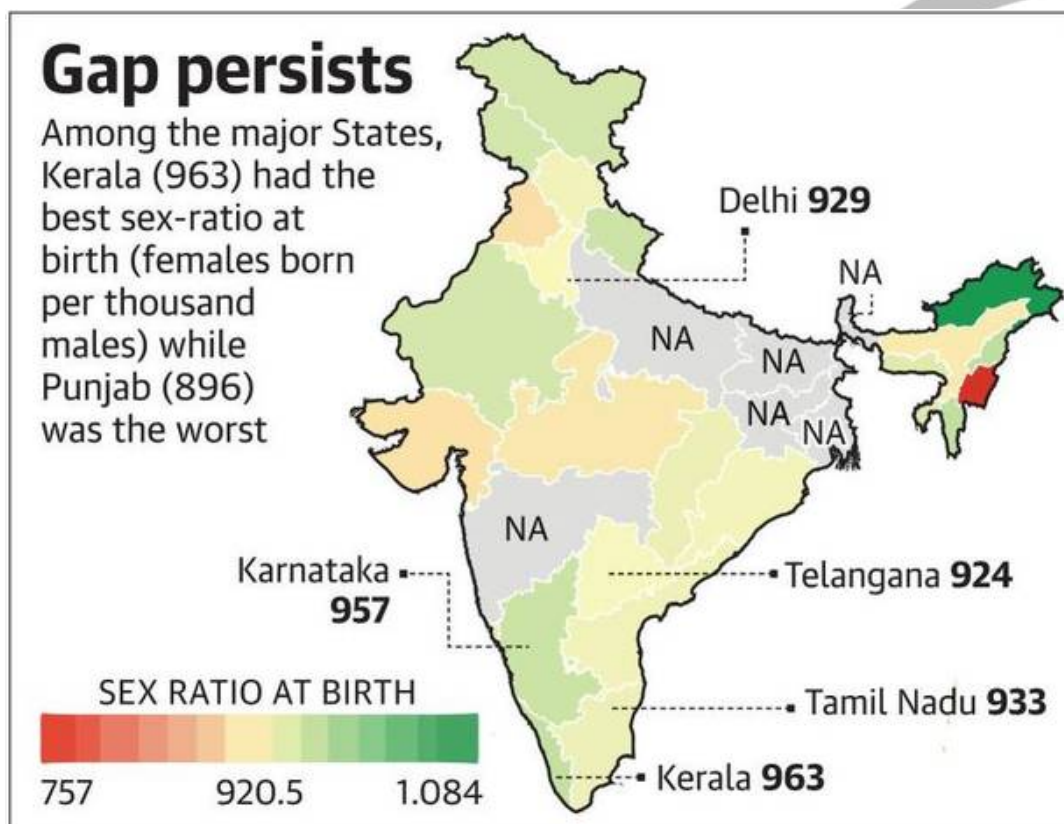 Gap persists
Among the major States,
Kerala (963) had the
best sex-ratio at
birth (females born
per thousand
males) while
Punjab (896)
was the worst
Delhi 929
NA
NA
NA
NA
NA
NA
Karnataka
957
Telangana 924
Tamil Nadu 933
Kerala 963
SEX RATIO AT BIRTH
757 920.5 1.084